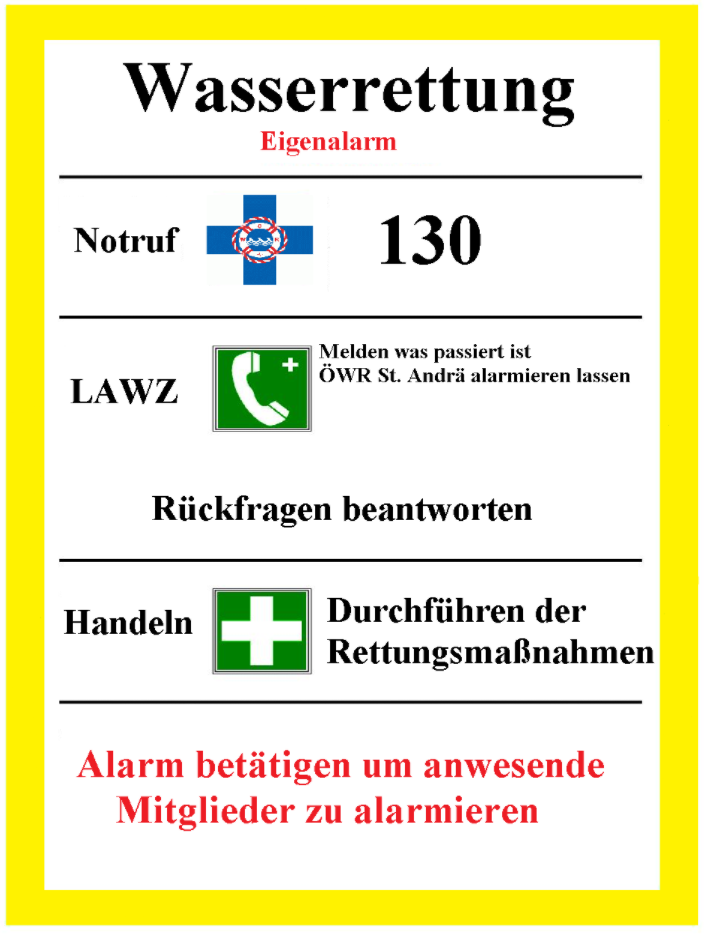 Wasserrettung
Eigenalarm
Notruf 130
LAWZ
Melden was passiert ist
ÖWR St. Andrä alarmieren lassen
Rückfragen beantworten
Handeln
Durchführen der
Rettungsmaßnahmen
Alarm betätigen um anwesende
Mitglieder zu alarmieren